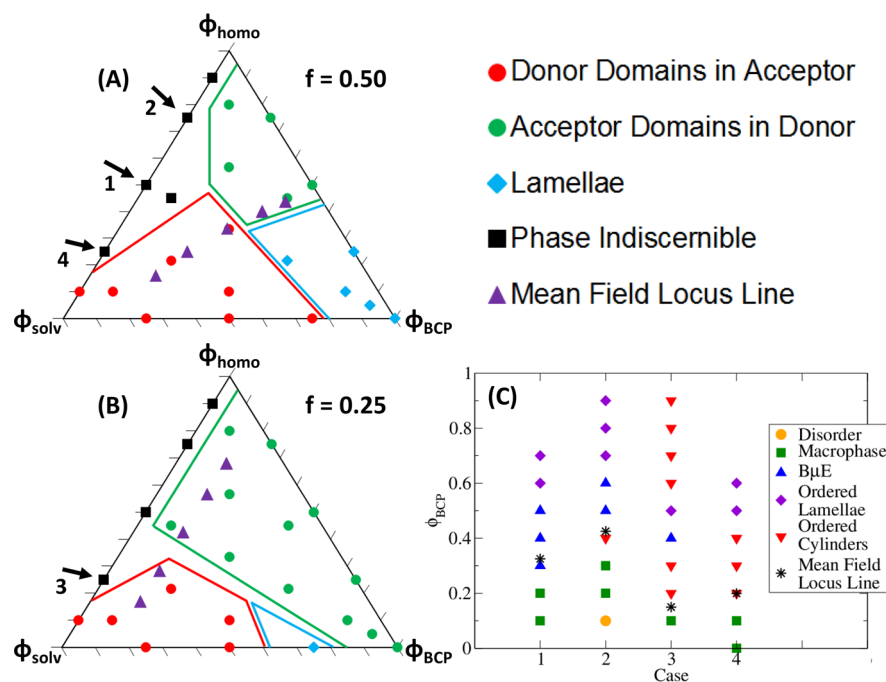 Φhomo
(A)
f = 0.50
2
1
4
Φsolv
ΦBCP
Donor Domains in Acceptor
Acceptor Domains in Donor
Lamellae
Phase Indiscernible
Mean Field Locus Line
Φhomo
(B)
f = 0.25
3
Φsolv
ΦBCP
(C)
ϕBCP
1
0.8
0.6
0.4
0.2
0
1
2
3
4
Case
Disorder
Macrophase
BμE
Ordered
Lamellae
Ordered
Cylinders
Mean Field
Locus Line